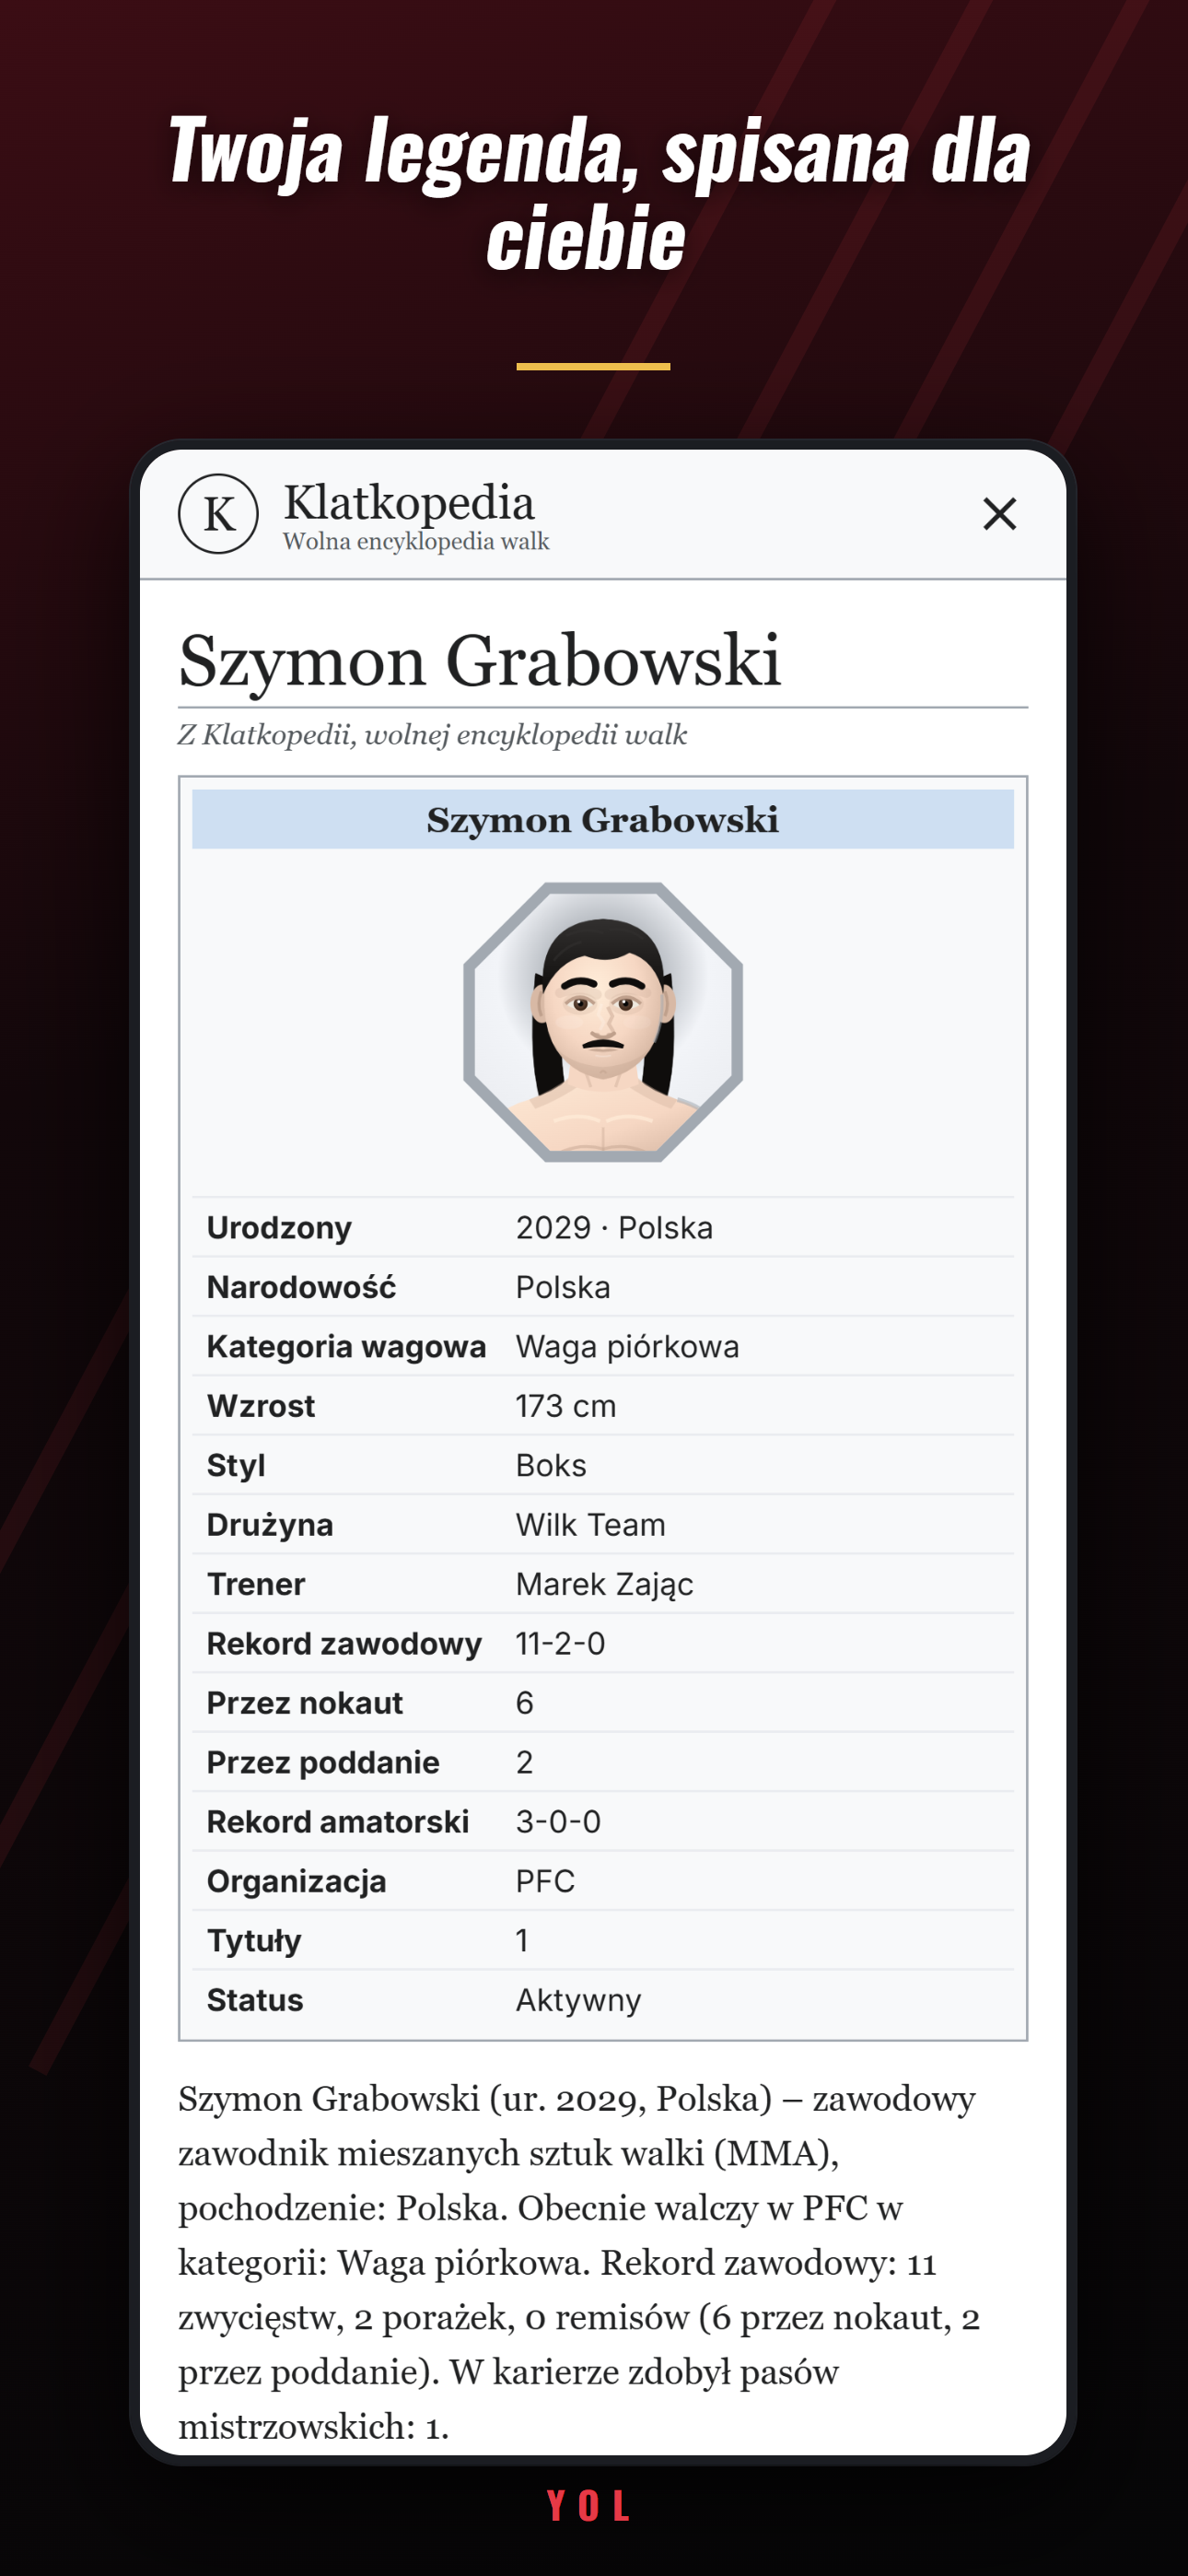 Twoja legenda, spisana dla
ciebie
K
Klatkopedia
Wolna encyklopedia walk
Szymon Grabowski
Z Klatkopedii, wolnej encyklopedii walk
Szymon Grabowski
Urodzony 2029 · Polska
Narodowość Polska
Kategoria wagowa Waga piórkowa
Wzrost 173 cm
Styl Boks
Drużyna Wilk Team
Trener Marek Zając
Rekord zawodowy 11-2-0
Przez nokaut 6
Przez poddanie 2
Rekord amatorski 3-0-0
Organizacja PFC
Tytuły 1
Status Aktywny
Szymon Grabowski (ur. 2029, Polska) – zawodowy
zawodnik mieszanych sztuk walki (MMA),
pochodzenie: Polska. Obecnie walczy w PFC w
kategorii: Waga piórkowa. Rekord zawodowy: 11
zwycięstw, 2 porażek, 0 remisów (6 przez nokaut, 2
przez poddanie). W karierze zdobył pasów
mistrzowskich: 1.
YOL